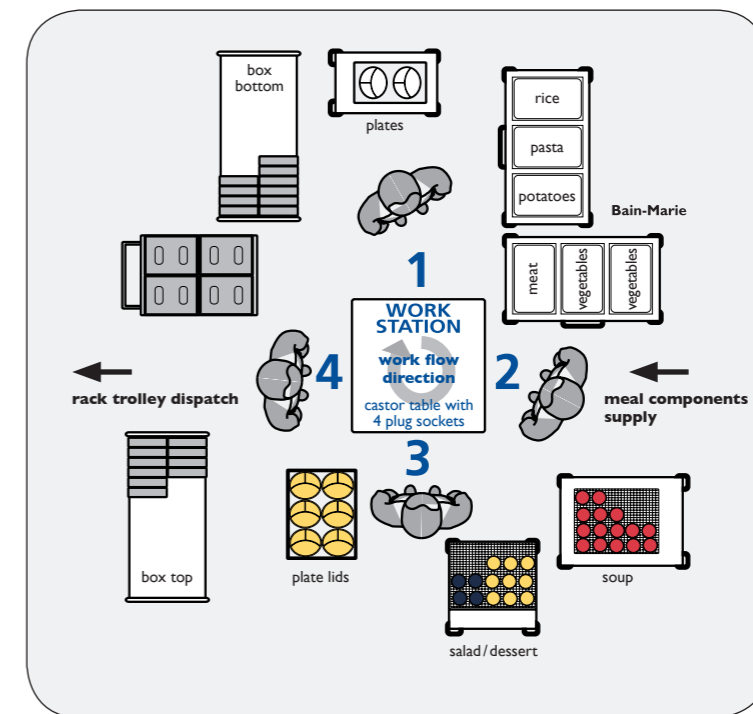 box
bottom
plates
rice
pasta
potatoes
Bain-Marie
meat
vegetables
vegetables
1
WORK
STATION
work flow
direction
castor table with
4 plug sockets
2
3
4
rack trolley dispatch
meal components
supply
box top
plate lids
salad / dessert
soup